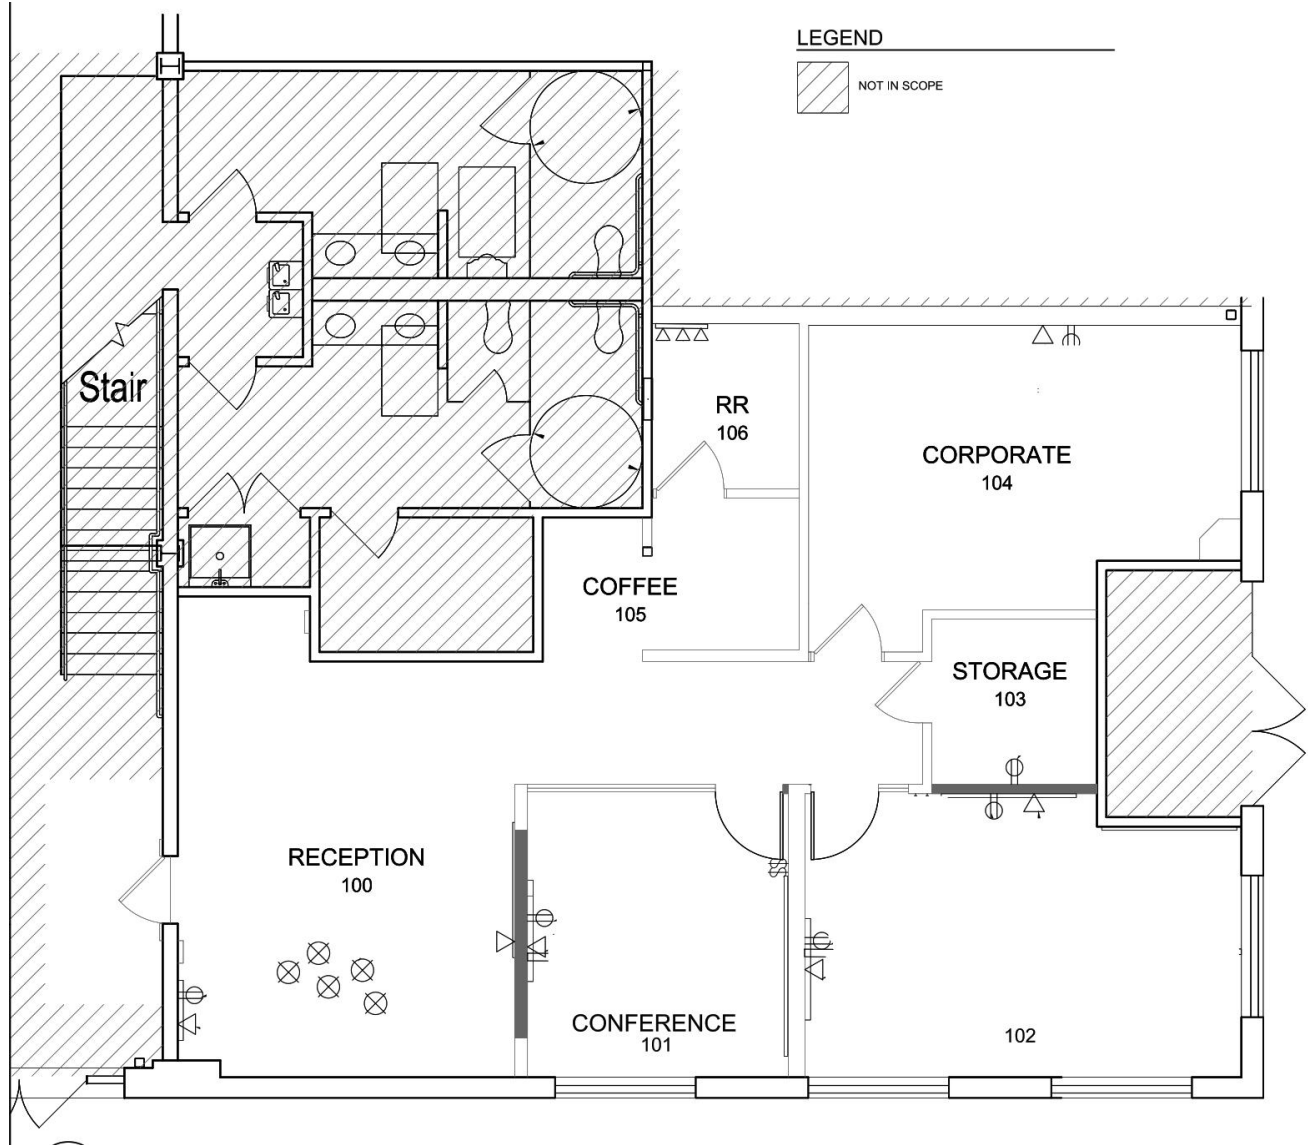 LEGEND
NOT IN SCOPE
Stair
RR
106
CORPORATE
104
COFFEE
105
STORAGE
103
RECEPTION
100
CONFERENCE
101
102